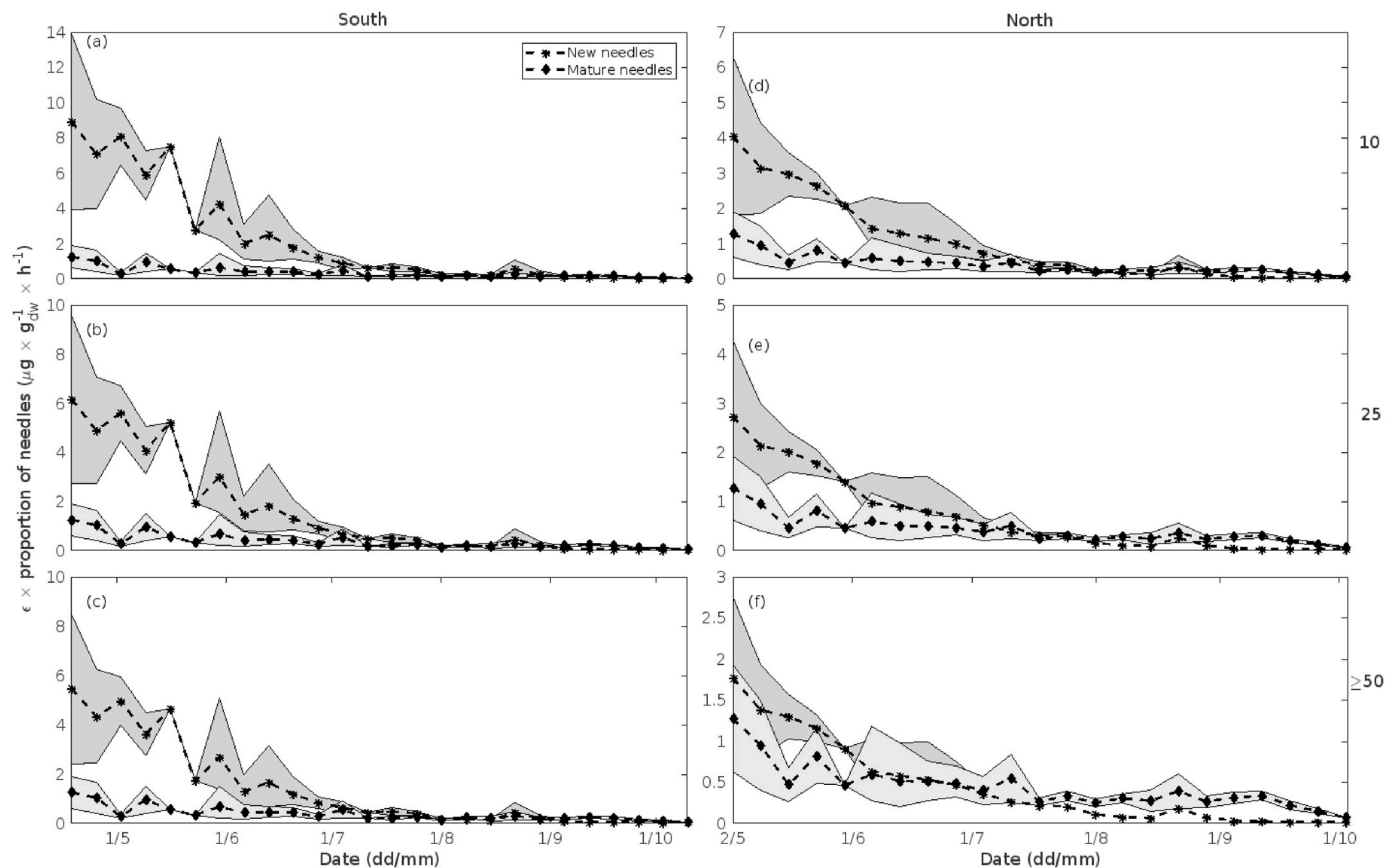 South
North
(a)
New needles
Mature needles
14
12
10
8
6
4
2
0
(d)
7
6
5
4
3
2
1
0
10
(b)
10
8
6
4
2
0
(e)
5
4
3
2
1
0
25
(c)
10
8
6
4
2
0
(f)
3
2.5
2
1.5
1
0.5
0
≥50
ϵ × proportion of needles (μg × g⁻¹dw × h⁻¹)
1/5 1/6 1/7 1/8 1/9 1/10
2/5 1/6 1/7 1/8 1/9 1/10
Date (dd/mm)
Date (dd/mm)